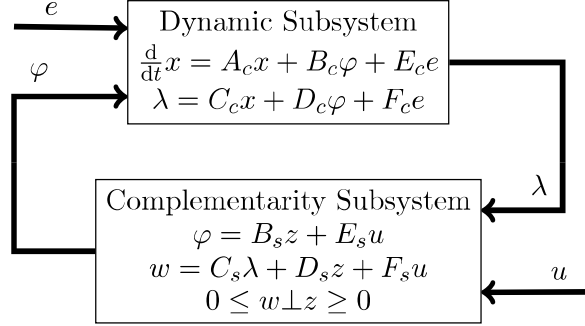 e
Dynamic Subsystem
d/dt x = A_c x + B_c φ + E_c e
φ
λ = C_c x + D_c φ + F_c e
Complementarity Subsystem
λ
φ = B_s z + E_s u
w = C_s λ + D_s z + F_s u
u
0 ≤ w ⊥ z ≥ 0